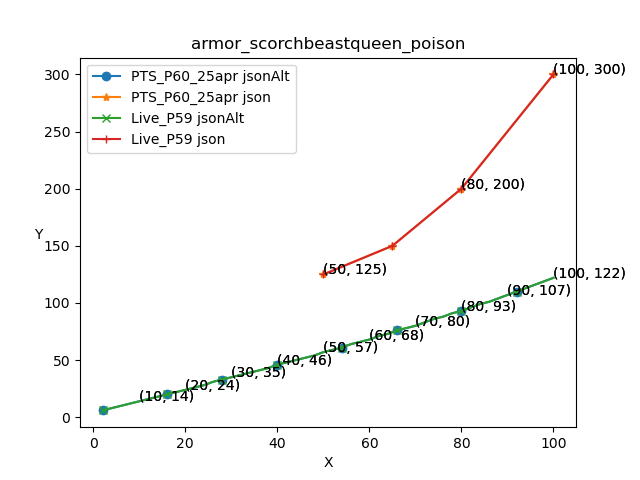 armor_scorchbeastqueen_poison
PTS_P60_25apr jsonAlt
PTS_P60_25apr json
Live_P59 jsonAlt
Live_P59 json
300
250
200
150
100
50
0
Y
(100, 300)
(80, 200)
(50, 125)
(100, 122)
(90, 107)
(80, 93)
(70, 80)
(60, 68)
(50, 57)
(40, 46)
(30, 35)
(20, 24)
(10, 14)
0 20 40 60 80 100
X